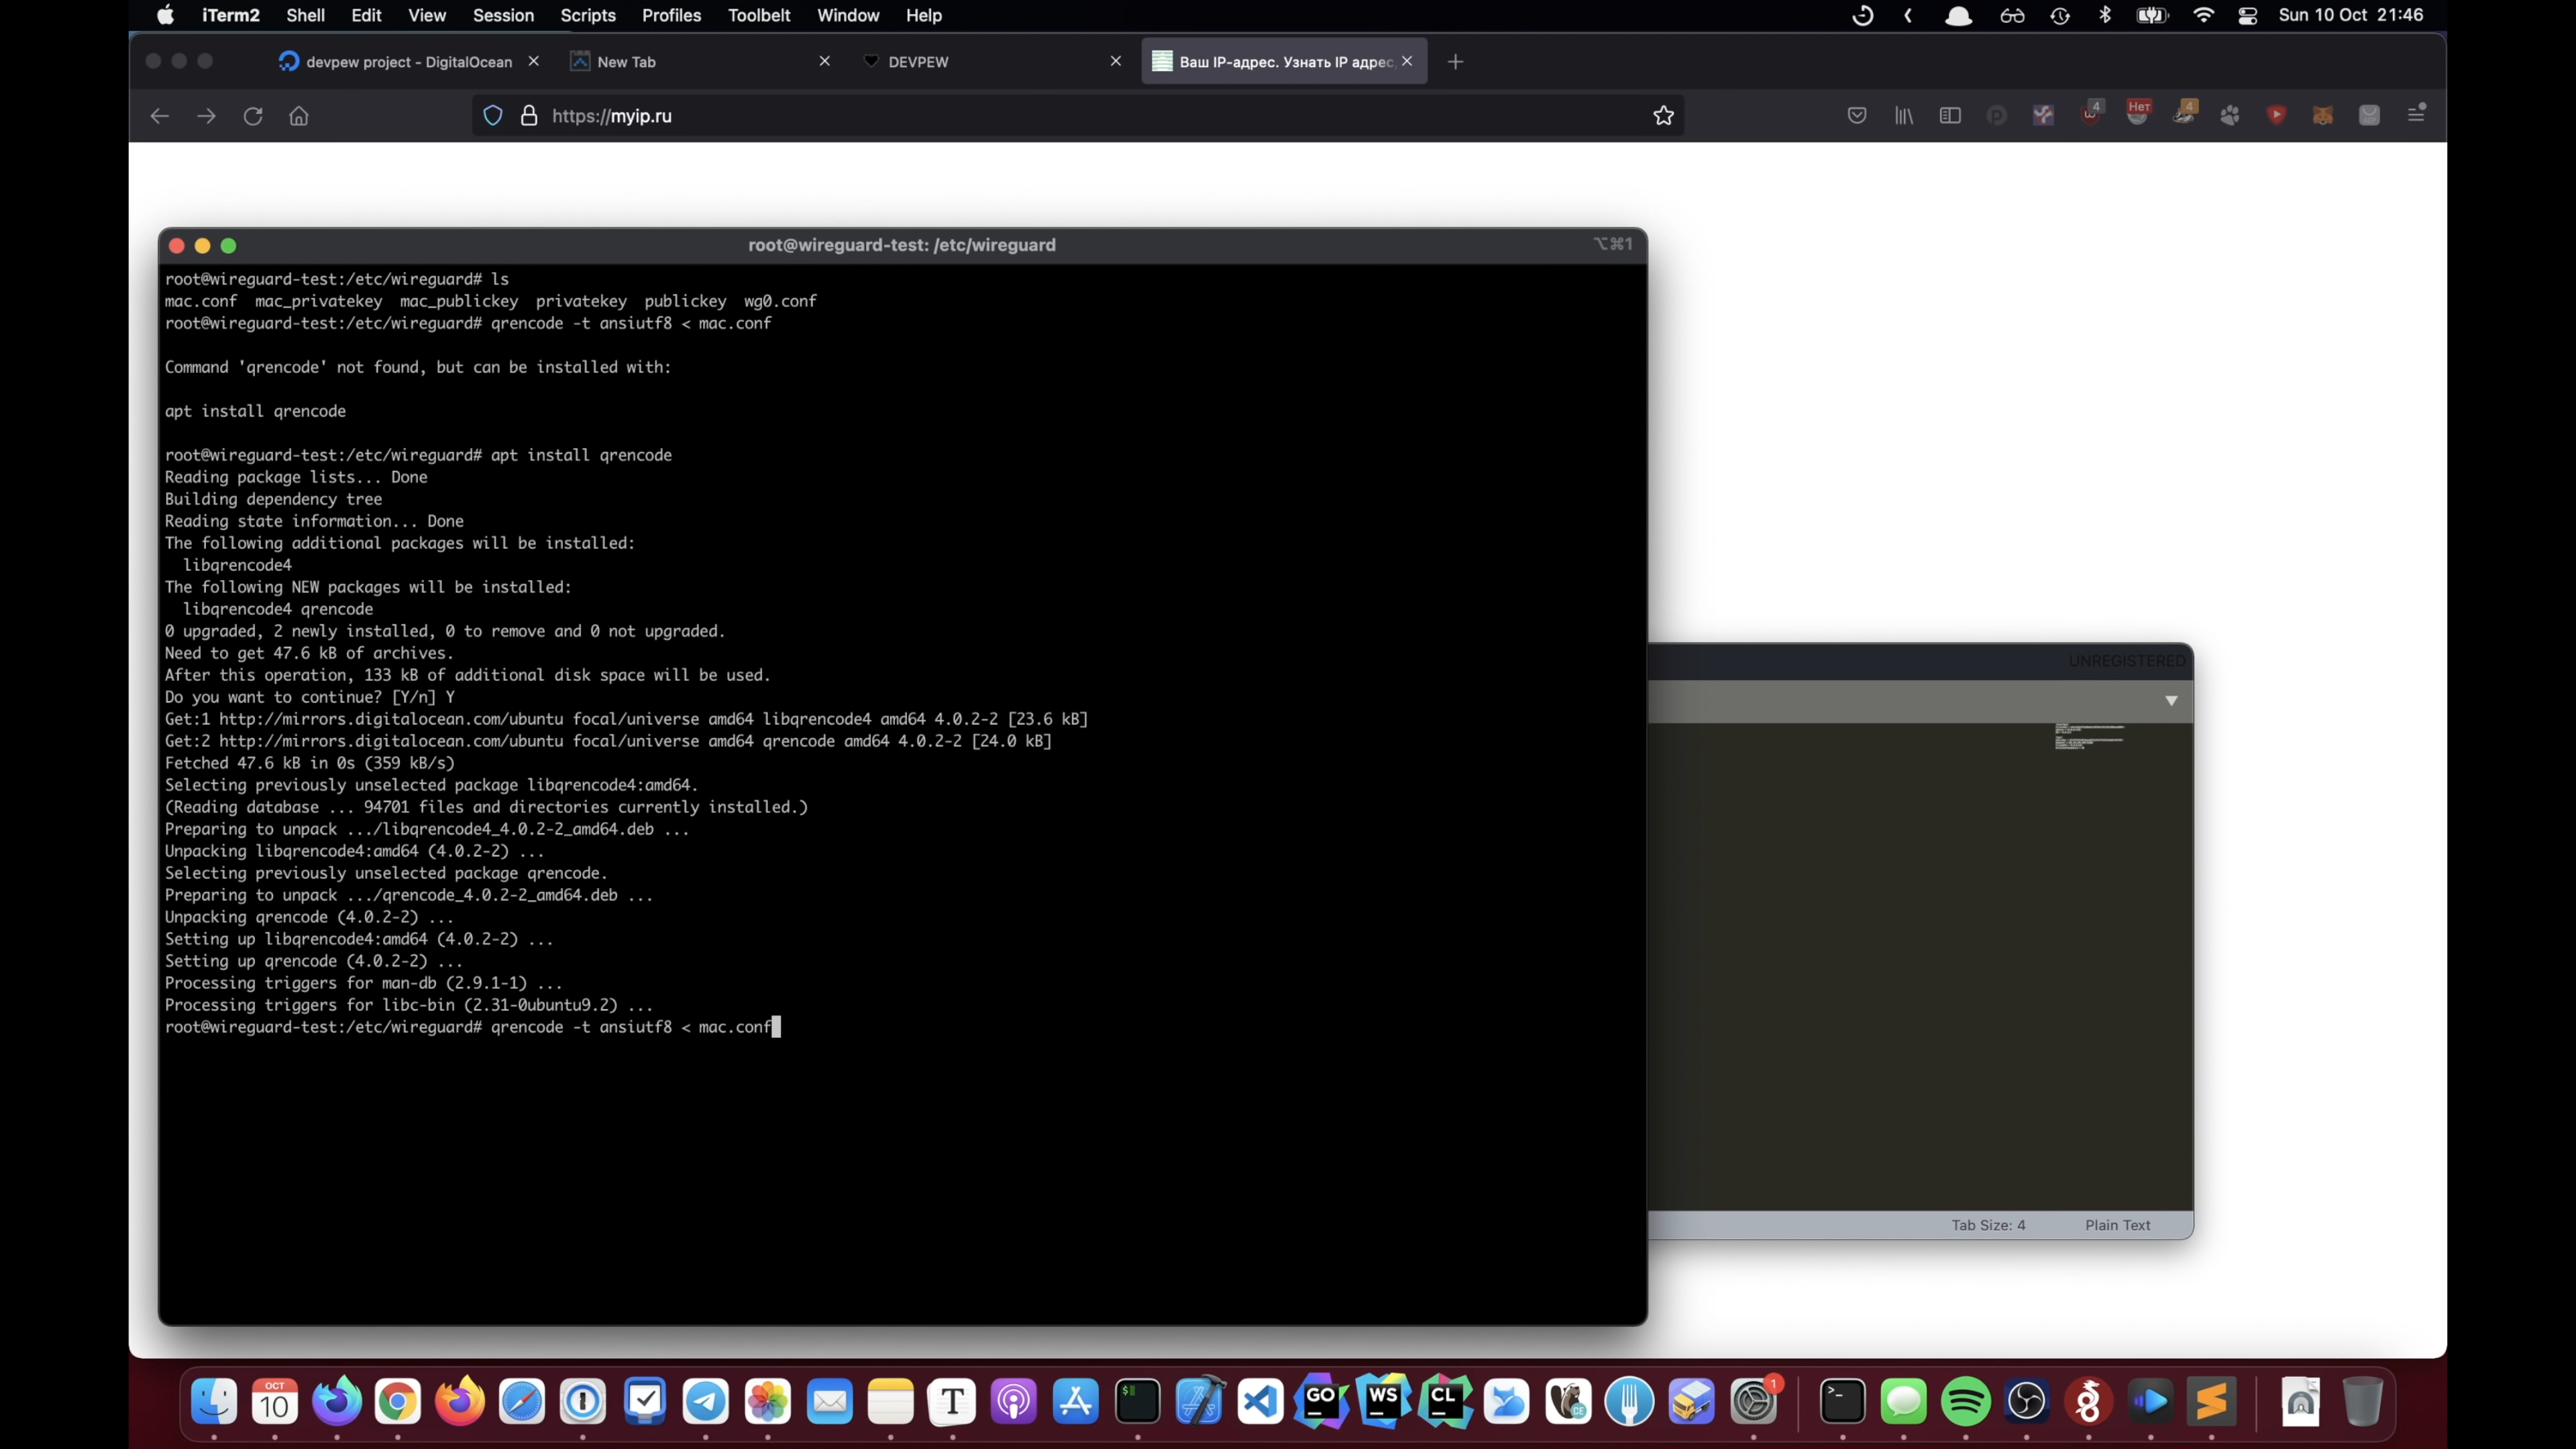 iTerm2 Shell Edit View Session Scripts Profiles Toolbelt Window Help Sun 10 Oct 21:46
devpew project - DigitalOcean New Tab DEVPEW Ваш IP-адрес. Узнать IP адрес,
https://myip.ru 4 Нет 4
root@wireguard-test: /etc/wireguard ⌥⌘1
root@wireguard-test:/etc/wireguard# ls
mac.conf mac_privatekey mac_publickey privatekey publickey wg0.conf
root@wireguard-test:/etc/wireguard# qrencode -t ansiutf8 < mac.conf
Command 'qrencode' not found, but can be installed with:
apt install qrencode
root@wireguard-test:/etc/wireguard# apt install qrencode
Reading package lists... Done
Building dependency tree
Reading state information... Done
The following additional packages will be installed:
libqrencode4
The following NEW packages will be installed:
libqrencode4 qrencode
0 upgraded, 2 newly installed, 0 to remove and 0 not upgraded.
Need to get 47.6 kB of archives.
After this operation, 133 kB of additional disk space will be used.
Do you want to continue? [Y/n] Y
Get:1 http://mirrors.digitalocean.com/ubuntu focal/universe amd64 libqrencode4 amd64 4.0.2-2 [23.6 kB]
Get:2 http://mirrors.digitalocean.com/ubuntu focal/universe amd64 qrencode amd64 4.0.2-2 [24.0 kB]
Fetched 47.6 kB in 0s (359 kB/s)
Selecting previously unselected package libqrencode4:amd64.
(Reading database ... 94701 files and directories currently installed.)
Preparing to unpack .../libqrencode4_4.0.2-2_amd64.deb ...
Unpacking libqrencode4:amd64 (4.0.2-2) ...
Selecting previously unselected package qrencode.
Preparing to unpack .../qrencode_4.0.2-2_amd64.deb ...
Unpacking qrencode (4.0.2-2) ...
Setting up libqrencode4:amd64 (4.0.2-2) ...
Setting up qrencode (4.0.2-2) ...
Processing triggers for man-db (2.9.1-1) ...
Processing triggers for libc-bin (2.31-0ubuntu9.2) ...
root@wireguard-test:/etc/wireguard# qrencode -t ansiutf8 < mac.conf
UNREGISTERED
Tab Size: 4 Plain Text
OCT
10 T $ GO WS CL CE 1 >_